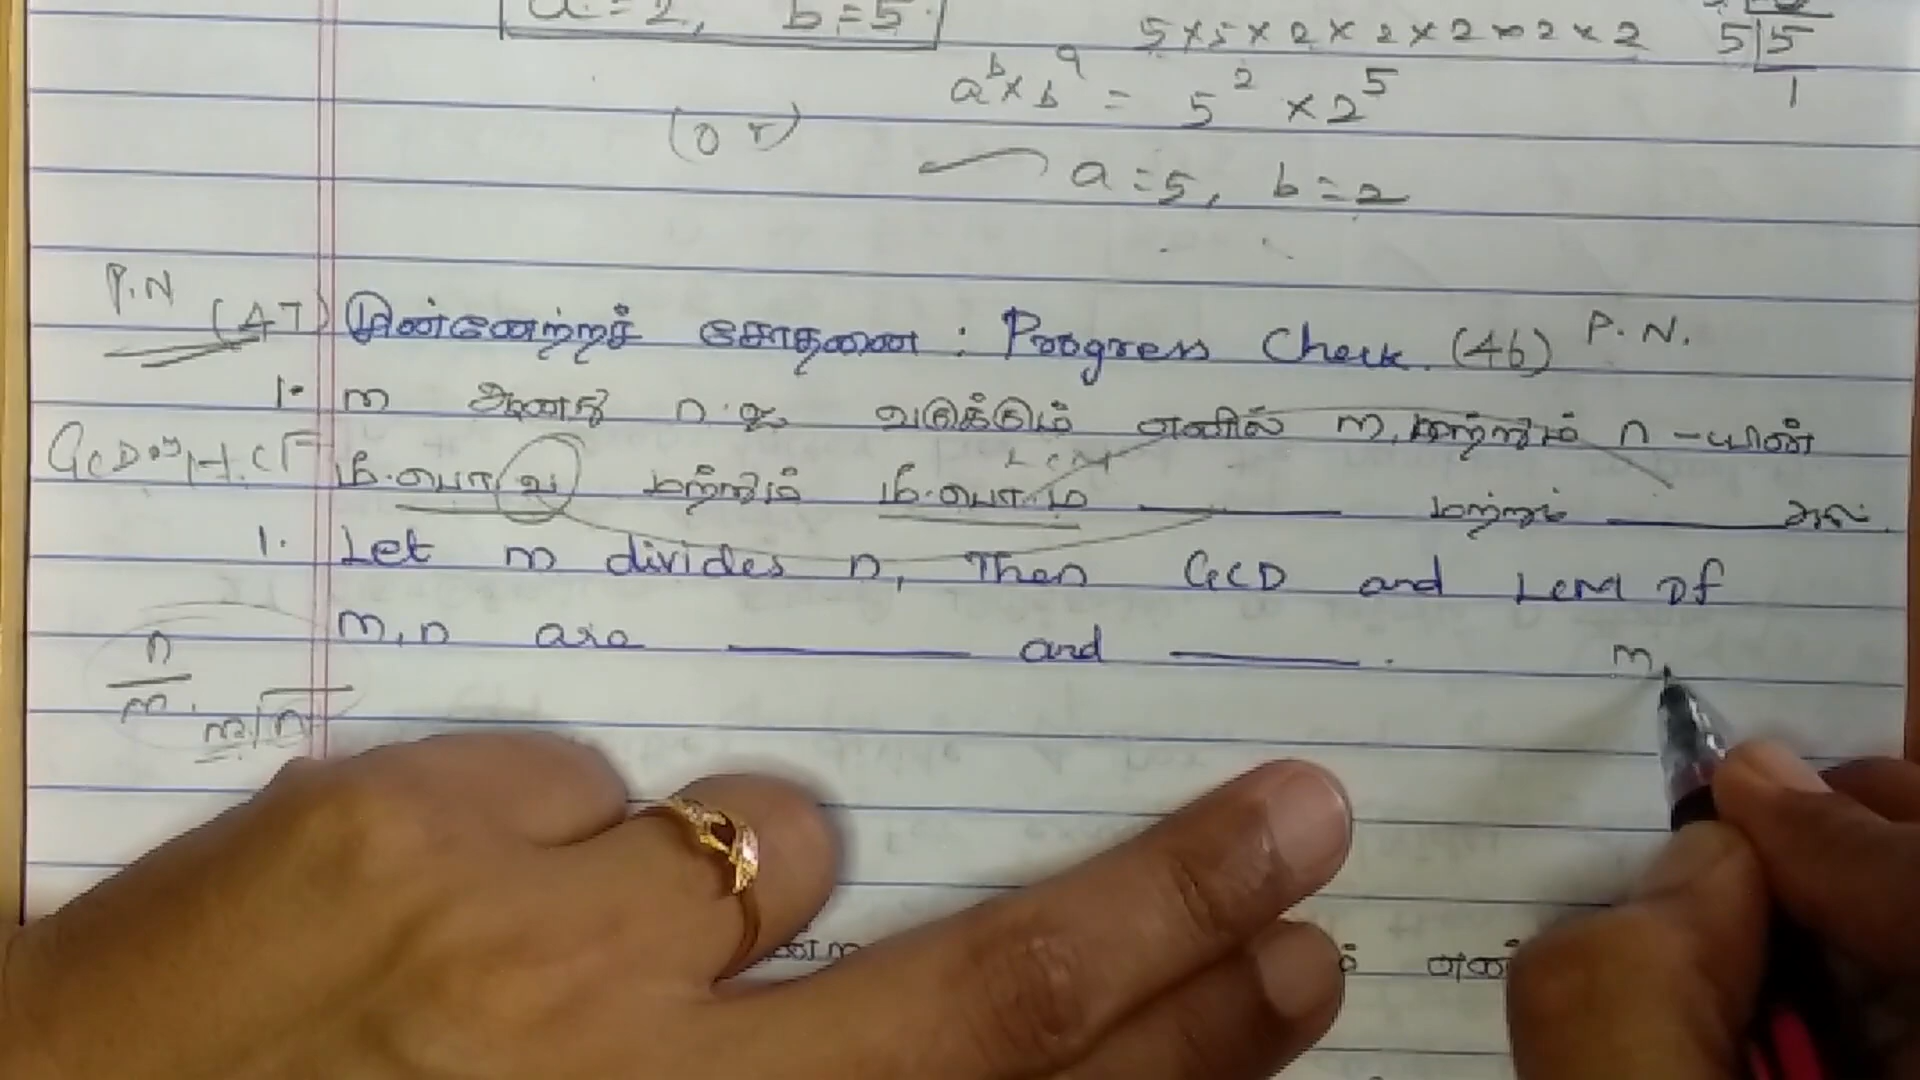 a = 2, b = 5.
5 × 5 × 2 × 2 × 2 × 2 × 2
5 5
1
a^b × b^a = 5^2 × 2^5
(or)
a = 5, b = 2
P.N (47) முன்னேற்றச் சோதனை : Progress Check. (46) P.N.
1. m ஆனது n ஐ வகுக்கும் எனில் m, மற்றும் n - யின்
GCD or H.CF மீ.பொ.வ மற்றும் மீ.பொ.ம ______ மற்றும் ______ ஆகும்.
LCM
1. Let m divides n, Then GCD and LCM of
m, n are ______ and ______.
m,
n/m
m|n